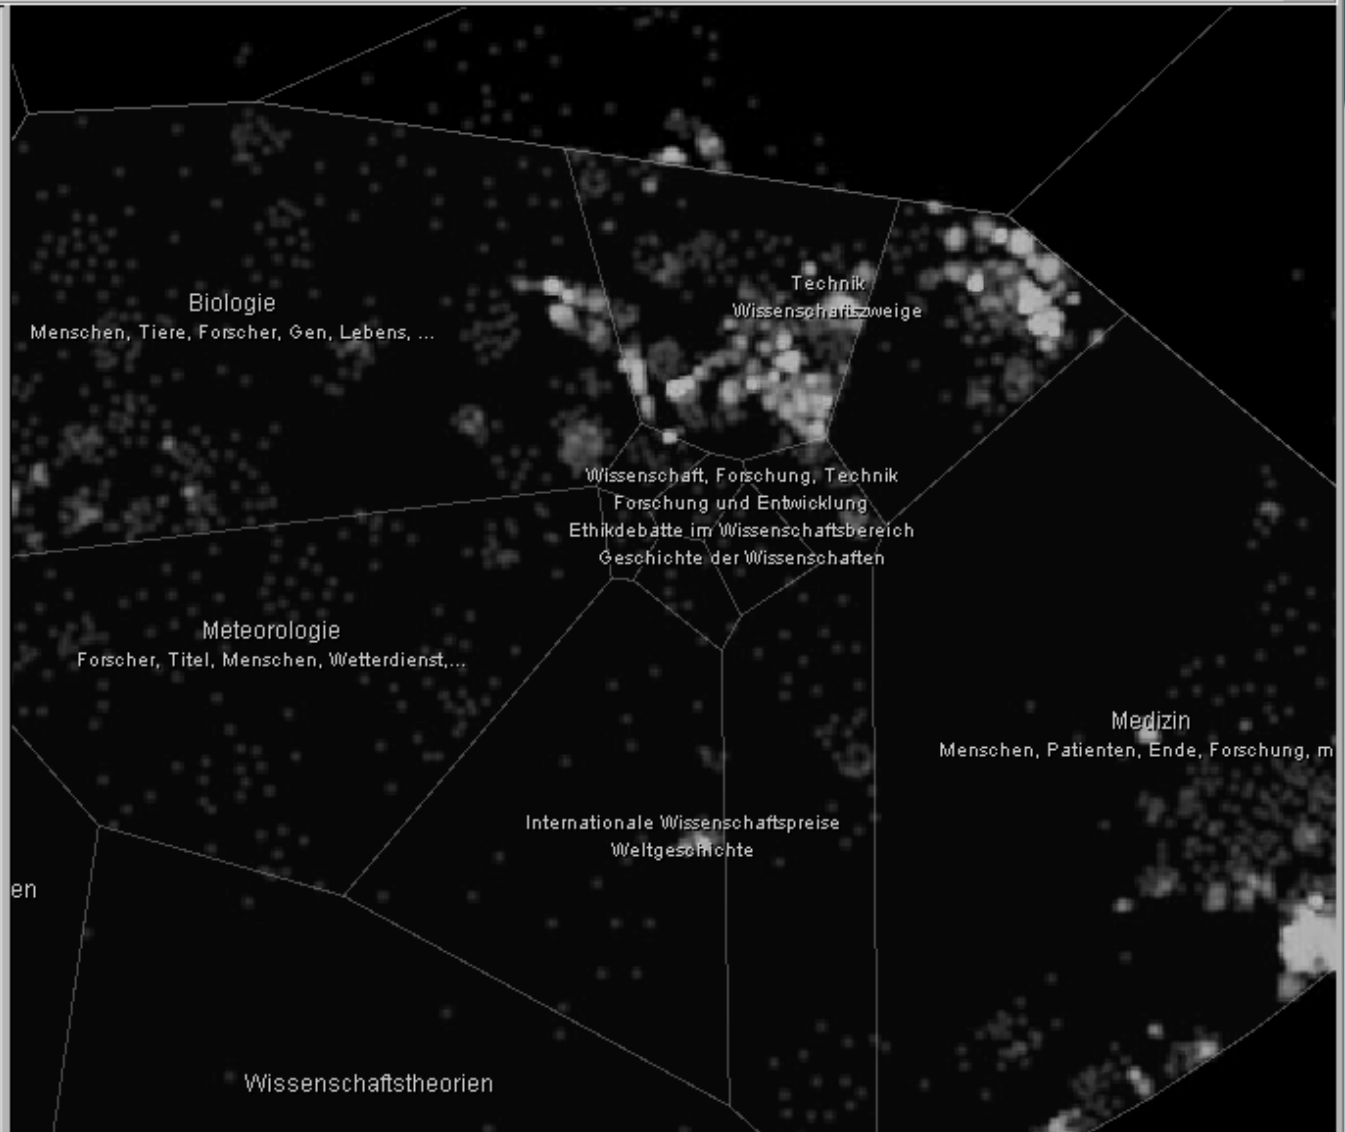 Technik
Wissenschaftszweige
Biologie
Menschen, Tiere, Forscher, Gen, Lebens, ...
Wissenschaft, Forschung, Technik
Forschung und Entwicklung
Ethikdebatte im Wissenschaftsbereich
Geschichte der Wissenschaften
Meteorologie
Forscher, Titel, Menschen, Wetterdienst,...
Medizin
Menschen, Patienten, Ende, Forschung, m
Internationale Wissenschaftspreise
Weltgeschichte
en
Wissenschaftstheorien